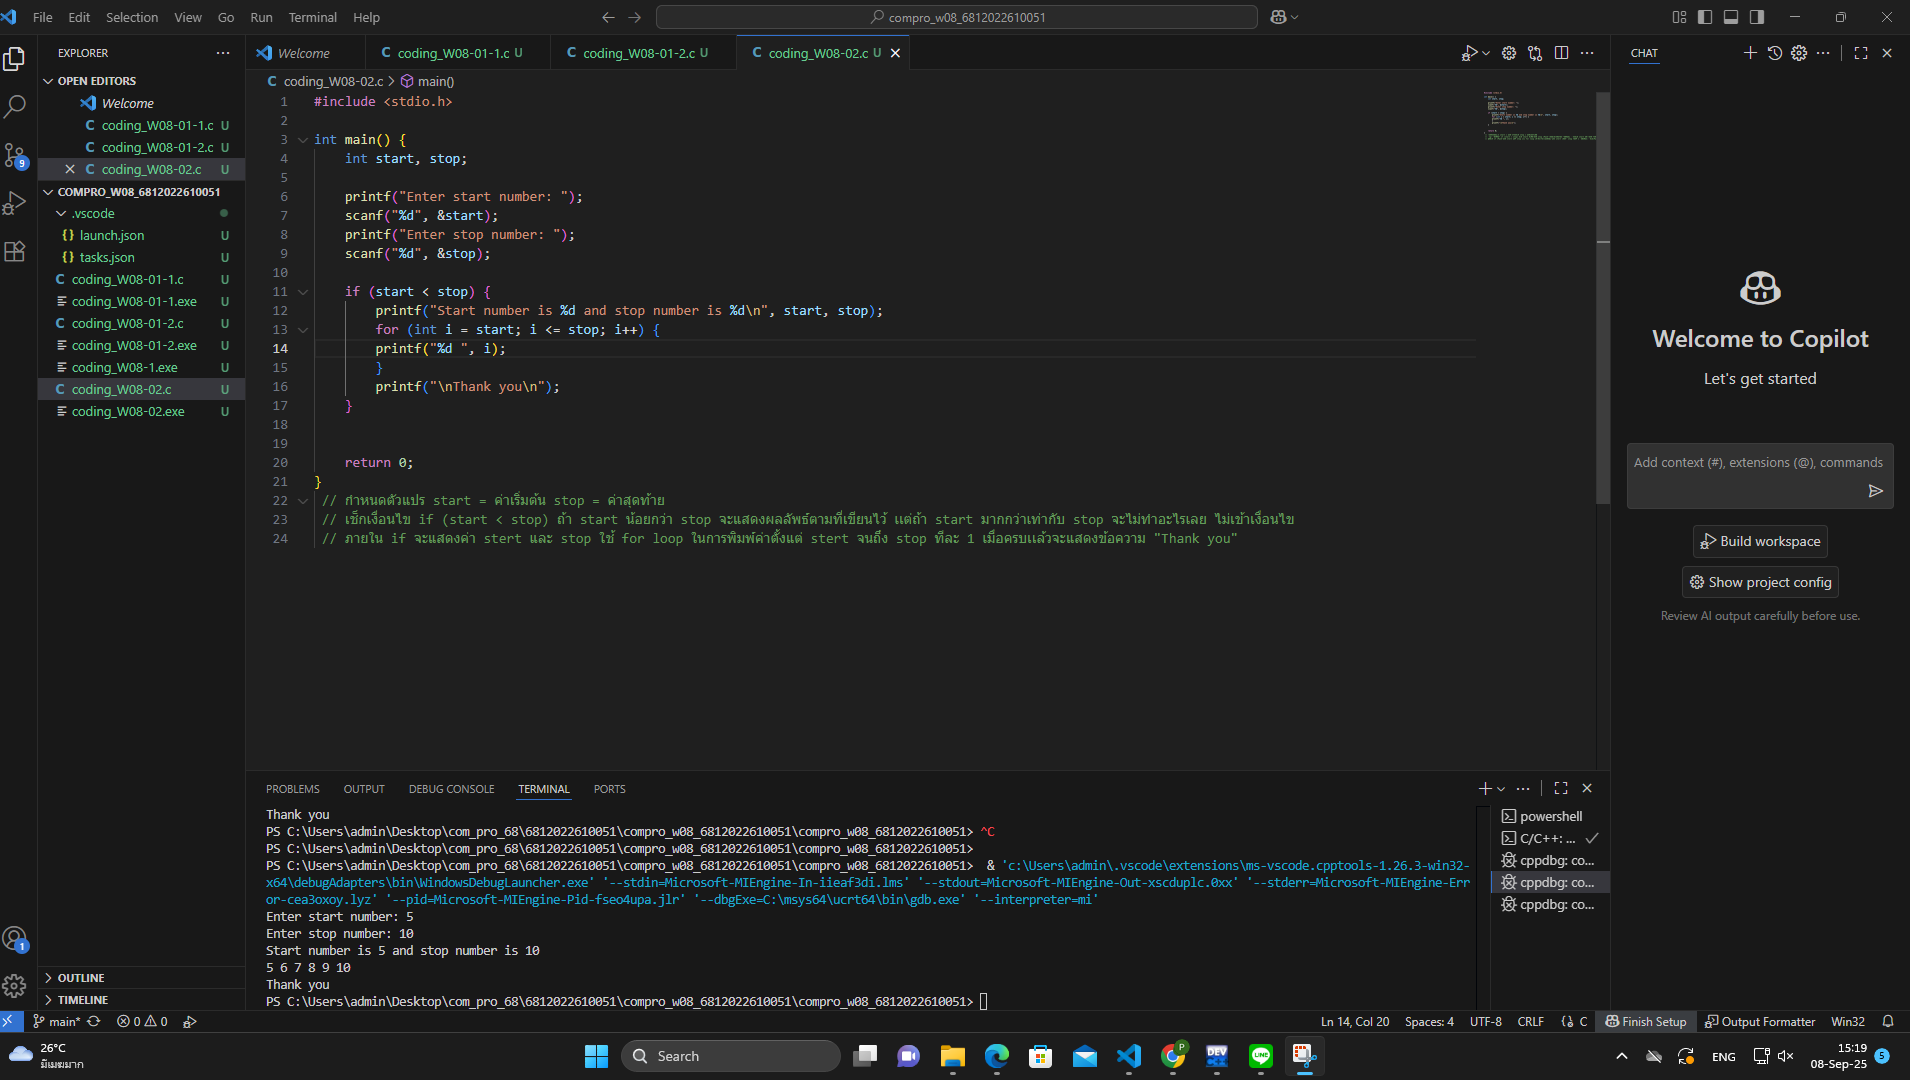 File Edit Selection View Go Run Terminal Help
compro_w08_6812022610051
EXPLORER
OPEN EDITORS
Welcome
coding_W08-01-1.c U
coding_W08-01-2.c U
coding_W08-02.c U
COMPRO_W08_6812022610051
.vscode
launch.json U
tasks.json U
coding_W08-01-1.c U
coding_W08-01-1.exe U
coding_W08-01-2.c U
coding_W08-01-2.exe U
coding_W08-1.exe U
coding_W08-02.c U
coding_W08-02.exe U
OUTLINE
TIMELINE
Welcome
coding_W08-01-1.c U
coding_W08-01-2.c U
coding_W08-02.c U
coding_W08-02.c > main()
1 #include <stdio.h>
2
3 int main() {
4 int start, stop;
5
6 printf("Enter start number: ");
7 scanf("%d", &start);
8 printf("Enter stop number: ");
9 scanf("%d", &stop);
10
11 if (start < stop) {
12 printf("Start number is %d and stop number is %d\n", start, stop);
13 for (int i = start; i <= stop; i++) {
14 printf("%d ", i);
15 }
16 printf("\nThank you\n");
17 }
18
19
20 return 0;
21 }
22 // กำหนดตัวแปร start = ค่าเริ่มต้น stop = ค่าสุดท้าย
23 // เช็กเงื่อนไข if (start < stop) ถ้า start น้อยกว่า stop จะแสดงผลลัพธ์ตามที่เขียนไว้ แต่ถ้า start มากกว่าเท่ากับ stop จะไม่ทำอะไรเลย ไม่เข้าเงื่อนไข
24 // ภายใน if จะแสดงค่า stert และ stop ใช้ for loop ในการพิมพ์ค่าตั้งแต่ stert จนถึง stop ทีละ 1 เมื่อครบแล้วจะแสดงข้อความ "Thank you"
PROBLEMS OUTPUT DEBUG CONSOLE TERMINAL PORTS
Thank you
PS C:\Users\admin\Desktop\com_pro_68\6812022610051\compro_w08_6812022610051\compro_w08_6812022610051> ^C
PS C:\Users\admin\Desktop\com_pro_68\6812022610051\compro_w08_6812022610051\compro_w08_6812022610051>
PS C:\Users\admin\Desktop\com_pro_68\6812022610051\compro_w08_6812022610051\compro_w08_6812022610051> & 'c:\Users\admin\.vscode\extensions\ms-vscode.cpptools-1.26.3-win32-
x64\debugAdapters\bin\WindowsDebugLauncher.exe' '--stdin=Microsoft-MIEngine-In-iieaf3di.lms' '--stdout=Microsoft-MIEngine-Out-xscduplc.0xx' '--stderr=Microsoft-MIEngine-Err
or-cea3oxoy.lyz' '--pid=Microsoft-MIEngine-Pid-fseo4upa.jlr' '--dbgExe=C:\msys64\ucrt64\bin\gdb.exe' '--interpreter=mi'
Enter start number: 5
Enter stop number: 10
Start number is 5 and stop number is 10
5 6 7 8 9 10
Thank you
PS C:\Users\admin\Desktop\com_pro_68\6812022610051\compro_w08_6812022610051\compro_w08_6812022610051>
powershell
C/C++: ...
cppdbg: co...
cppdbg: co...
cppdbg: co...
CHAT
Welcome to Copilot
Let's get started
Add context (#), extensions (@), commands
Build workspace
Show project config
Review AI output carefully before use.
9
1
main* 0 0
Ln 14, Col 20 Spaces: 4 UTF-8 CRLF C Finish Setup Output Formatter Win32
26°C
มีเมฆมาก
Search
P
DEV
LINE
ENG
15:19
08-Sep-25
5